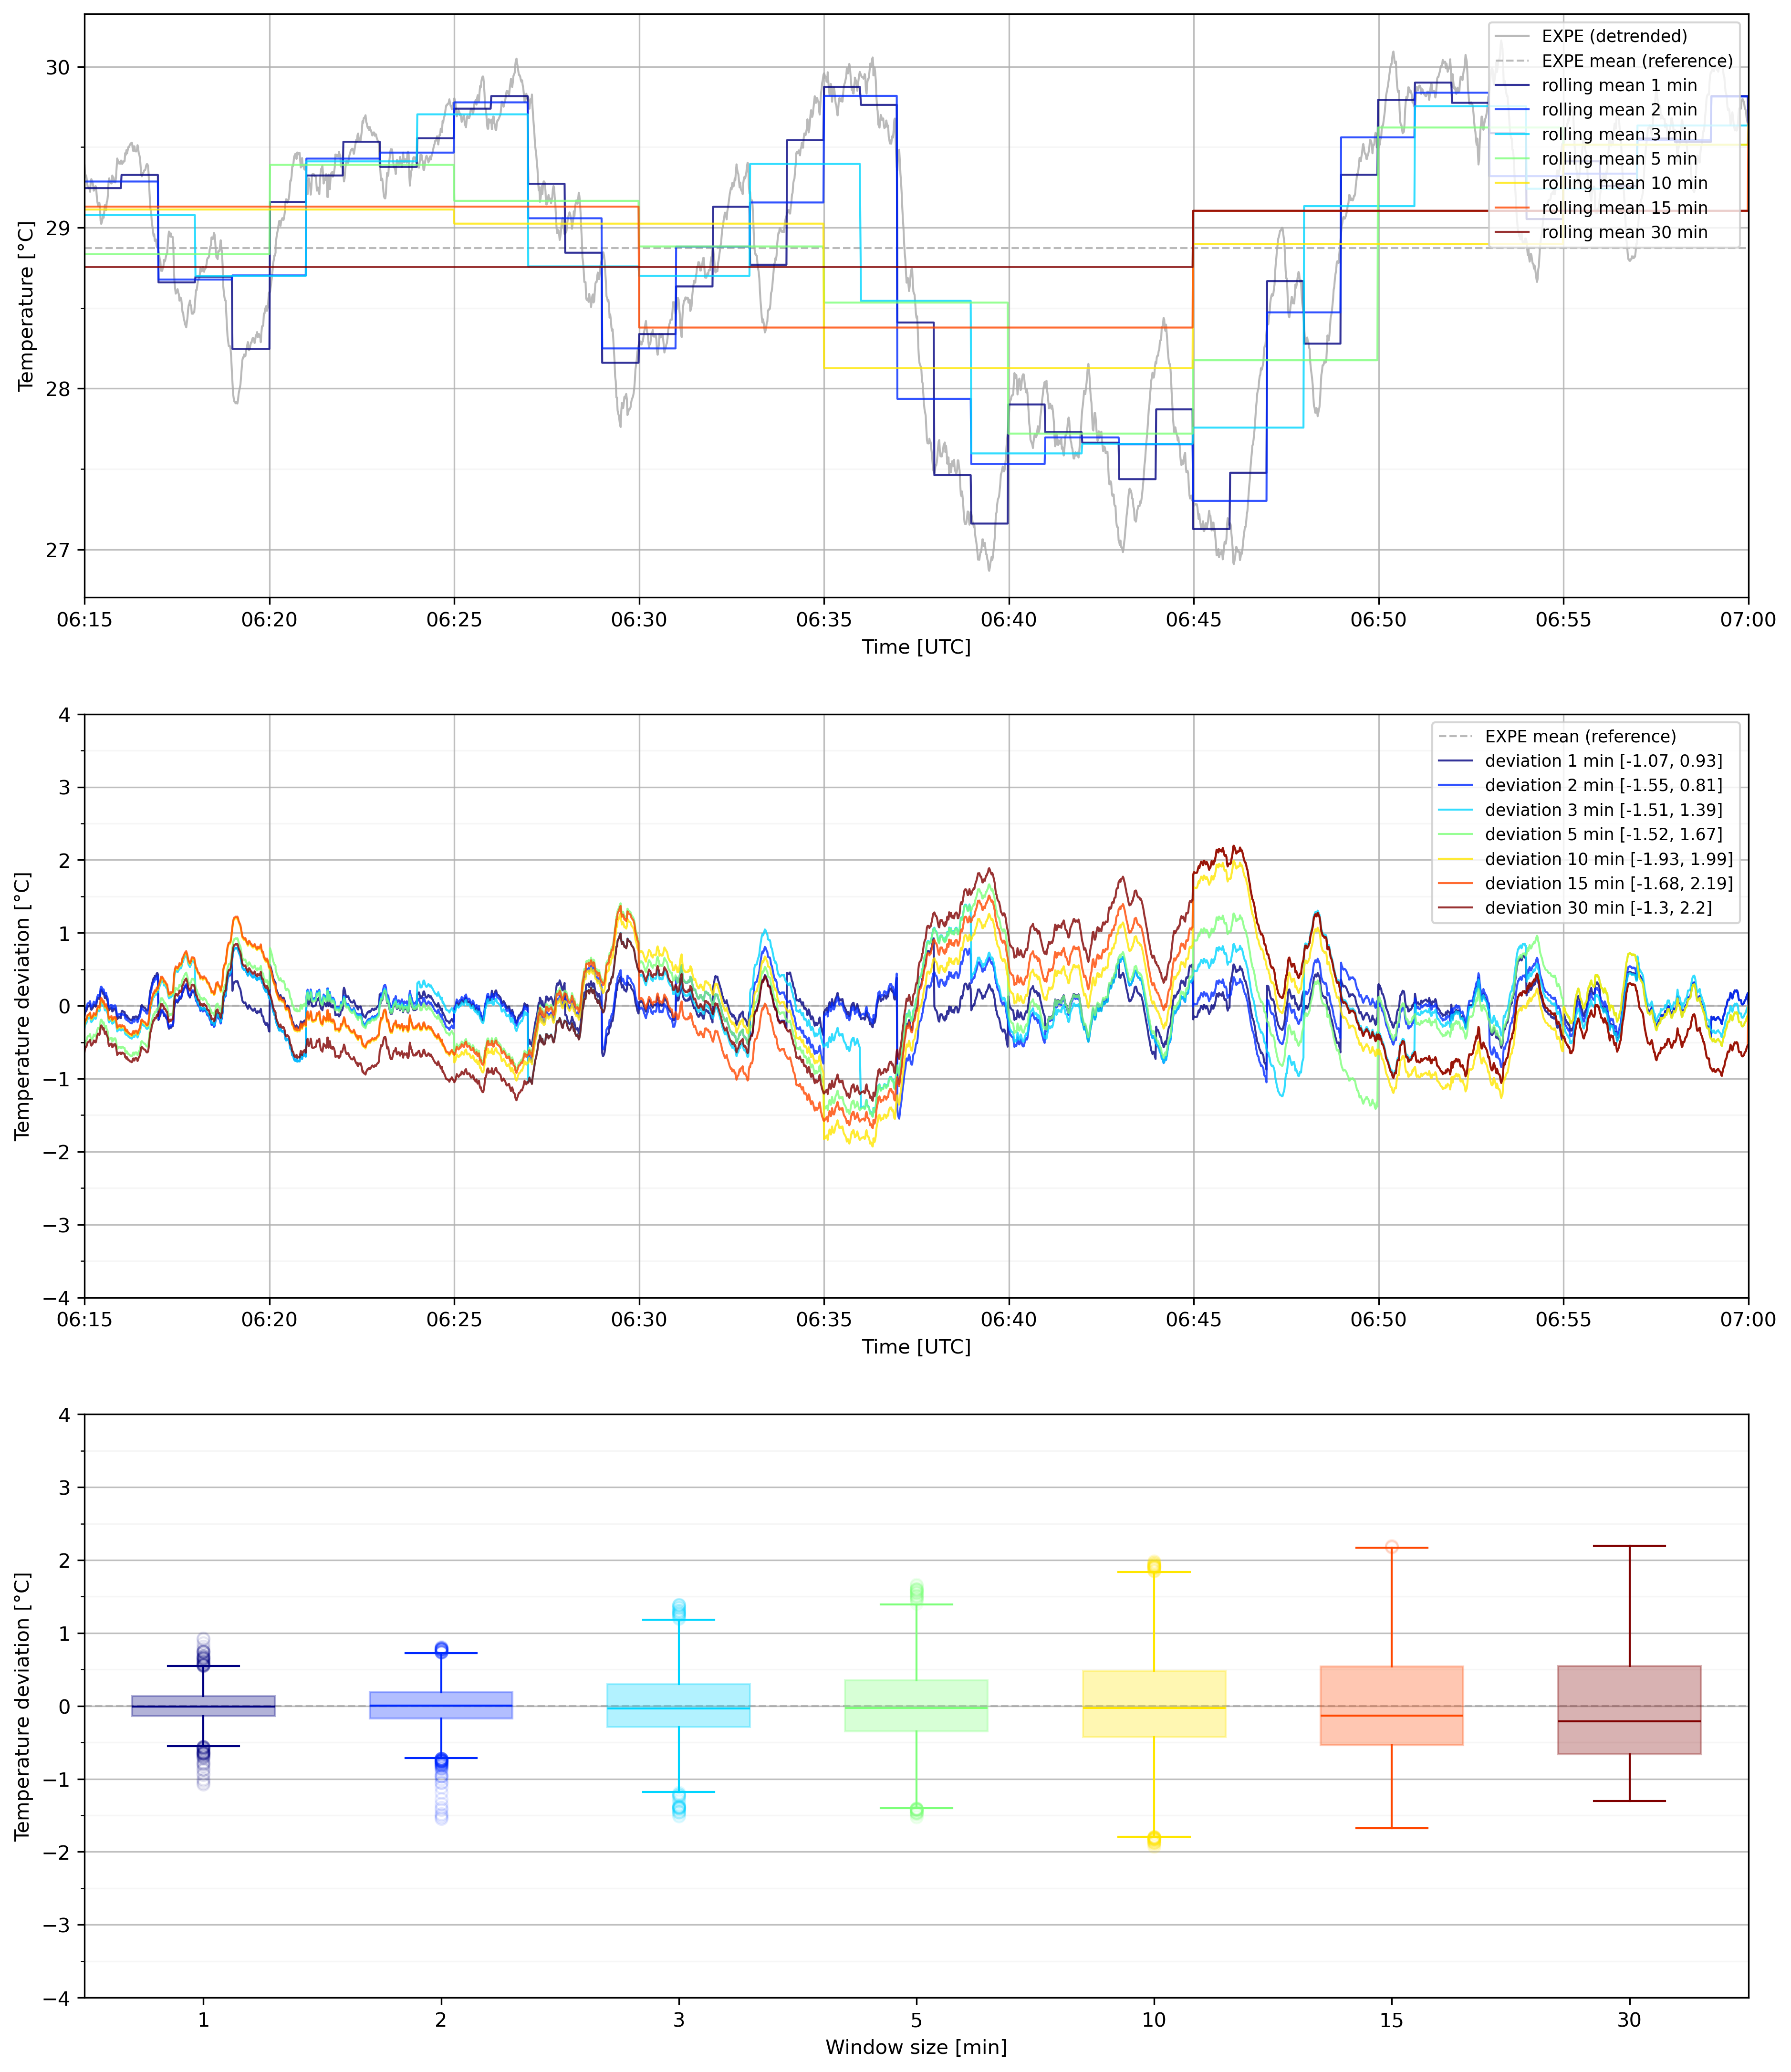 30
29
28
27
Temperature [°C]
EXPE (detrended)
EXPE mean (reference)
rolling mean 1 min
rolling mean 2 min
rolling mean 3 min
rolling mean 5 min
rolling mean 10 min
rolling mean 15 min
rolling mean 30 min
06:15 06:20 06:25 06:30 06:35 06:40 06:45 06:50 06:55 07:00
Time [UTC]
4
3
2
1
0
−1
−2
−3
−4
Temperature deviation [°C]
EXPE mean (reference)
deviation 1 min [-1.07, 0.93]
deviation 2 min [-1.55, 0.81]
deviation 3 min [-1.51, 1.39]
deviation 5 min [-1.52, 1.67]
deviation 10 min [-1.93, 1.99]
deviation 15 min [-1.68, 2.19]
deviation 30 min [-1.3, 2.2]
06:15 06:20 06:25 06:30 06:35 06:40 06:45 06:50 06:55 07:00
Time [UTC]
4
3
2
1
0
−1
−2
−3
−4
Temperature deviation [°C]
1 2 3 5 10 15 30
Window size [min]